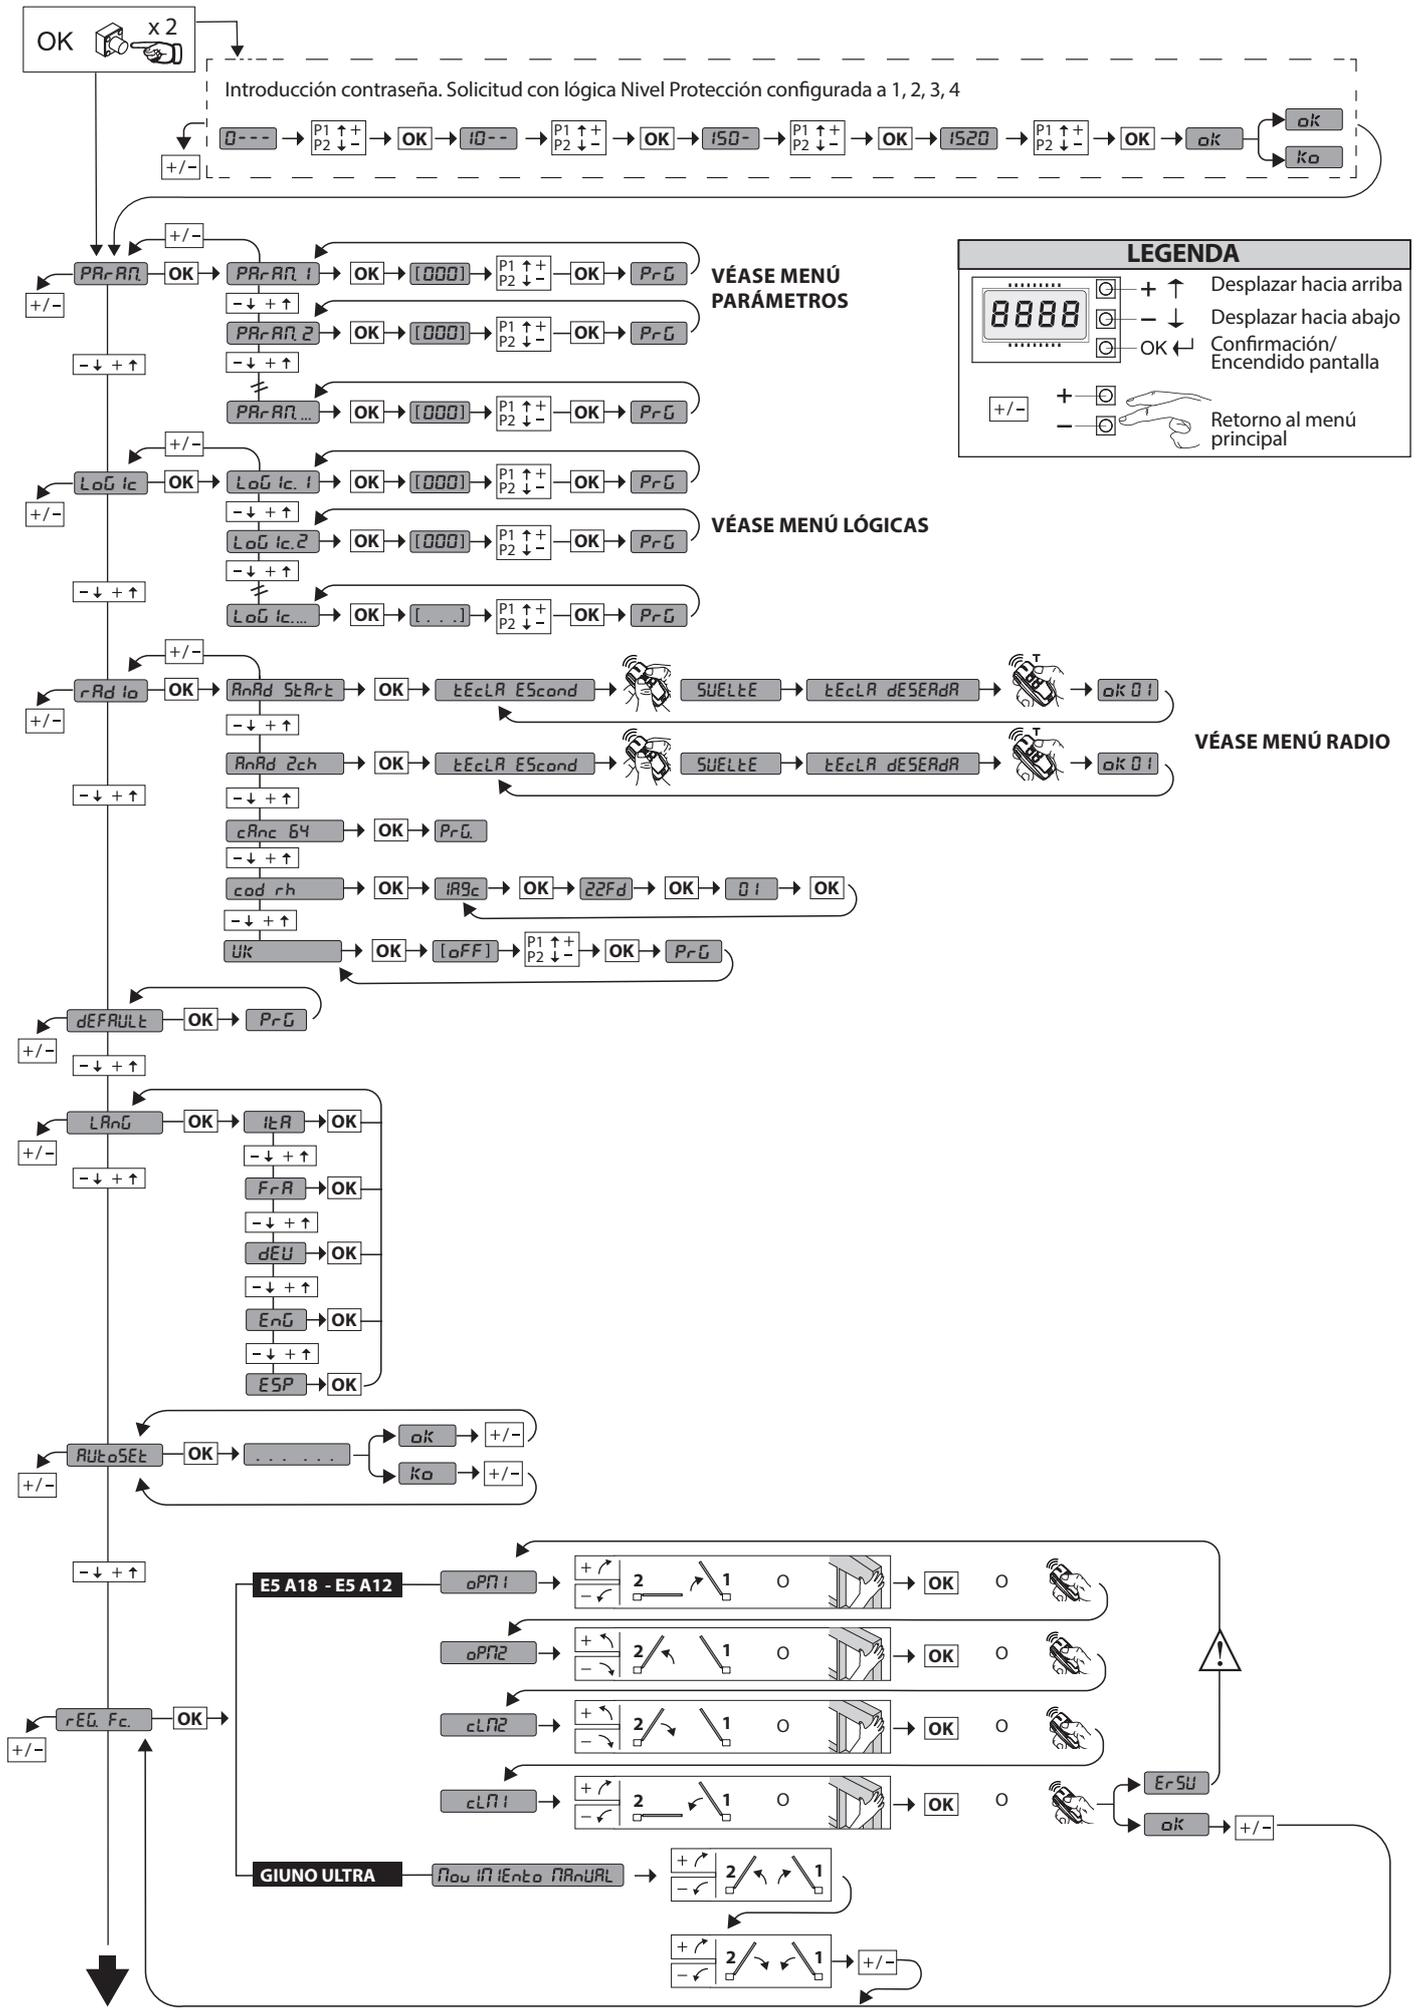 OK x 2
Introducción contraseña. Solicitud con lógica Nivel Protección configurada a 1, 2, 3, 4
0--- P1 ↑ + P2 ↓ − OK 10-- P1 ↑ + P2 ↓ − OK 150- P1 ↑ + P2 ↓ − OK 1520 P1 ↑ + P2 ↓ − OK oK oK
Ko
+/−
+/−
PArAM. OK PArAM. 1 OK [000] P1 ↑ + P2 ↓ − OK PrG
+/−
VÉASE MENÚ
PARÁMETROS
− ↓ + ↑
PArAM. 2 OK [000] P1 ↑ + P2 ↓ − OK PrG
− ↓ + ↑
− ↓ + ↑
PArAM. ... OK [000] P1 ↑ + P2 ↓ − OK PrG
LEGENDA
8888
+ ↑ Desplazar hacia arriba
− ↓ Desplazar hacia abajo
OK Confirmación/
Encendido pantalla
+/−
+
−
Retorno al menú
principal
+/−
LoGIc OK LoGIc. 1 OK [000] P1 ↑ + P2 ↓ − OK PrG
+/−
− ↓ + ↑
VÉASE MENÚ LÓGICAS
LoGIc. 2 OK [000] P1 ↑ + P2 ↓ − OK PrG
− ↓ + ↑
− ↓ + ↑
LoGIc.... OK [. . .] P1 ↑ + P2 ↓ − OK PrG
+/−
rAdIo OK AnAd StArt OK tEcLA EScond SUELtE tEcLA dESEAdA T oK 01
+/−
− ↓ + ↑
VÉASE MENÚ RADIO
AnAd 2ch OK tEcLA EScond SUELtE tEcLA dESEAdA T oK 01
− ↓ + ↑
− ↓ + ↑
cAnc 64 OK PrG.
− ↓ + ↑
cod rh OK 1A9c OK 22Fd OK 01 OK
− ↓ + ↑
UK OK [oFF] P1 ↑ + P2 ↓ − OK PrG
dEFAULt OK PrG
+/−
− ↓ + ↑
LAnG OK ItA OK
+/−
− ↓ + ↑
− ↓ + ↑
FrA OK
− ↓ + ↑
dEU OK
− ↓ + ↑
EnG OK
− ↓ + ↑
ESP OK
AUtoSEt OK . . . . . . oK +/−
Ko +/−
+/−
− ↓ + ↑
E5 A18 - E5 A12 oPM1 + − 2 1 O OK O
oPM2 + − 2 1 O OK O
rEG. Fc. OK
+/−
cLM2 + − 2 1 O OK O
cLM1 + − 2 1 O OK O
!
ErSU
oK +/−
GIUNO ULTRA MovIMIEnto MAnUAL + − 2 1
+ − 2 1 +/−